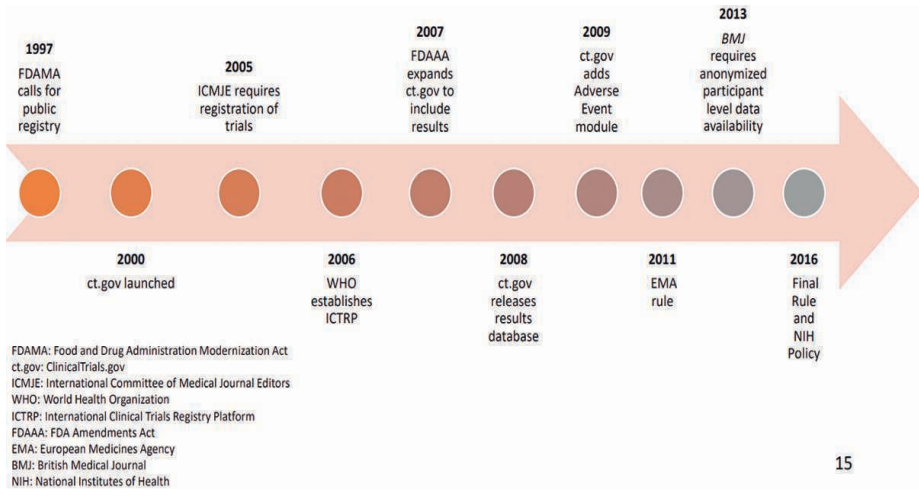 1997
FDAMA
calls for
public
registry
2000
ct.gov launched
2005
ICMJE requires
registration of
trials
2006
WHO
establishes
ICTRP
2007
FDAAA
expands
ct.gov to
include
results
2008
ct.gov
releases
results
database
2009
ct.gov
adds
Adverse
Event
module
2011
EMA
rule
2013
BMJ
requires
anonymized
participant
level data
availability
2016
Final
Rule
and
NIH
Policy
FDAMA: Food and Drug Administration Modernization Act
ct.gov: ClinicalTrials.gov
ICMJE: International Committee of Medical Journal Editors
WHO: World Health Organization
ICTRP: International Clinical Trials Registry Platform
FDAAA: FDA Amendments Act
EMA: European Medicines Agency
BMJ: British Medical Journal
NIH: National Institutes of Health
15